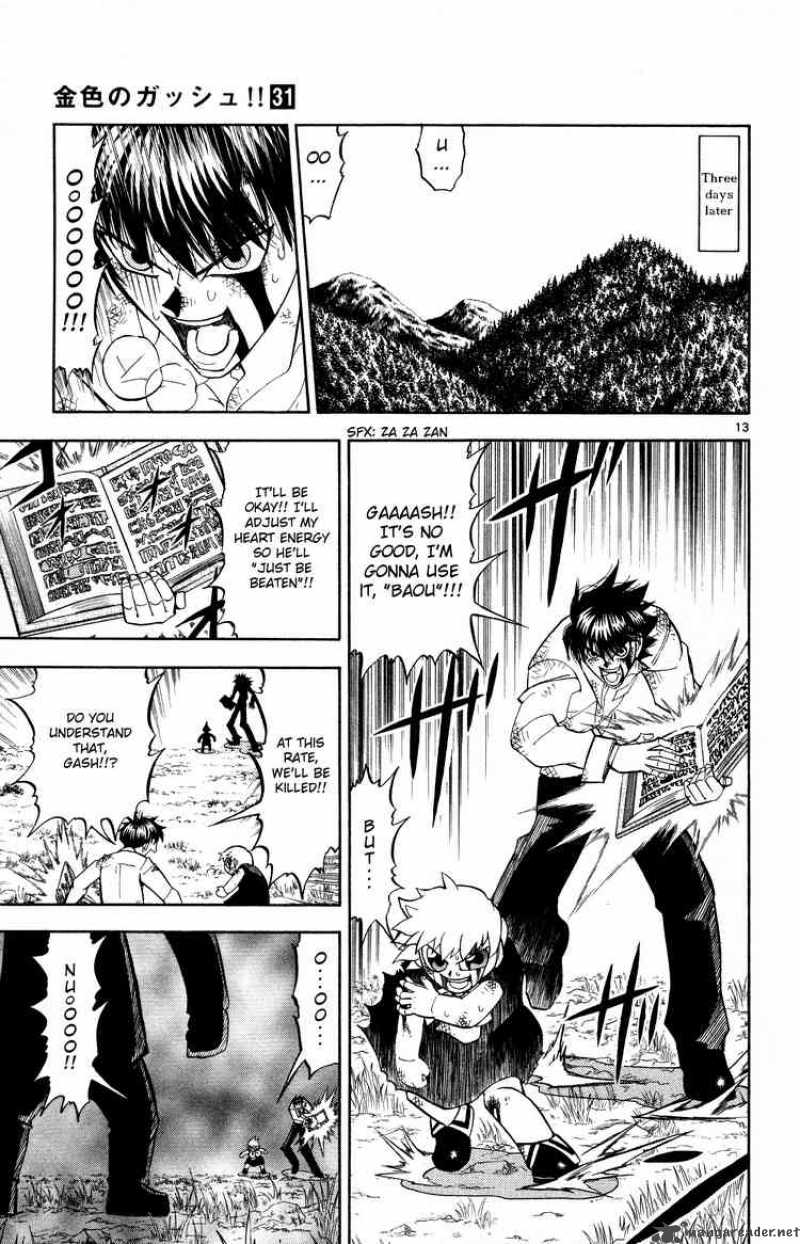 金色のガッシュ!! 31
Three
days
later
U
...
OO
...
OOOOOOOO!!!
13
SFX: ZA ZA ZAN
GAAAASH!!
IT'S NO
GOOD, I'M
GONNA USE
IT, "BAOU"!!!
BUT...
IT'LL BE
OKAY!! I'LL
ADJUST MY
HEART ENERGY
SO HE'LL
"JUST BE
BEATEN"!!
AT THIS
RATE,
WE'LL BE
KILLED!!
DO YOU
UNDERSTAND
THAT,
GASH!!?
O...OO...
NUOOOO!!
mangareader.net